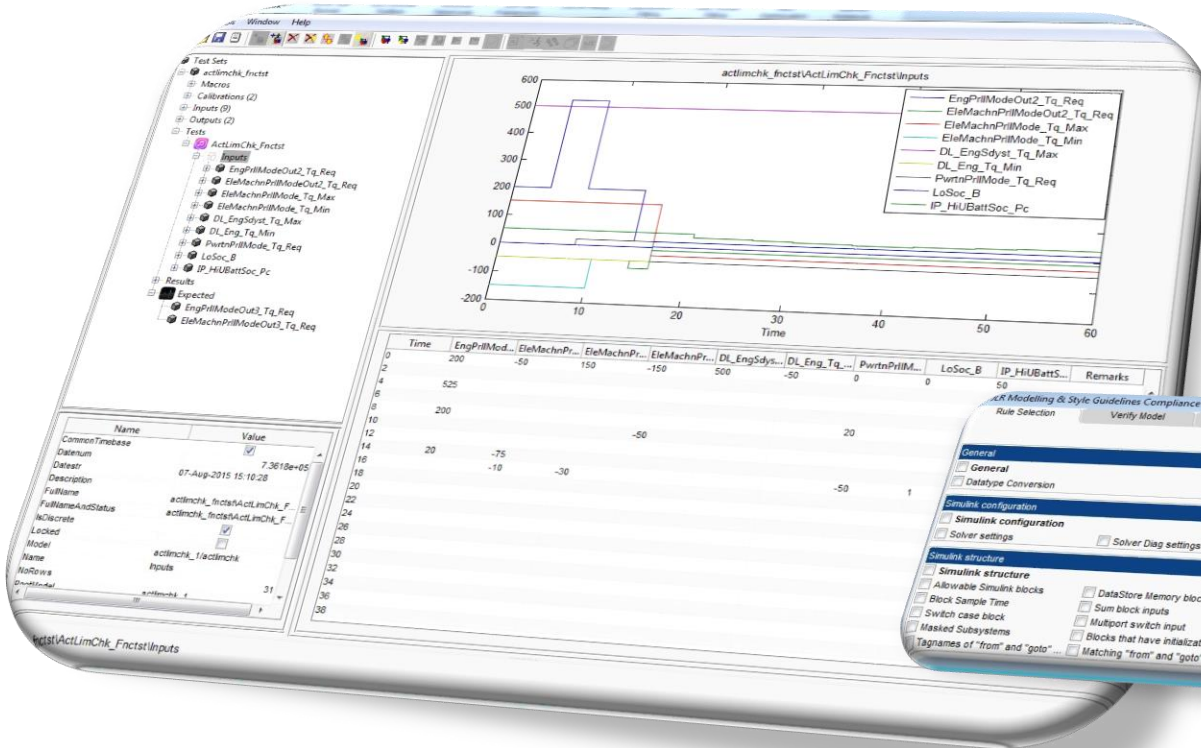 Window Help
Test Sets
actlimchk_fnctst
Macros
Calibrations (2)
Inputs (9)
Outputs (2)
Tests
ActLimChk_Fnctst
Inputs
EngPrllModeOut2_Tq_Req
EleMachnPrllModeOut2_Tq_Req
EleMachnPrllMode_Tq_Max
EleMachnPrllMode_Tq_Min
DL_EngSdyst_Tq_Max
DL_Eng_Tq_Min
PwrtnPrllMode_Tq_Req
LoSoc_B
IP_HiUBattSoc_Pc
Results
Expected
EngPrllModeOut3_Tq_Req
EleMachnPrllModeOut3_Tq_Req
actlimchk_fnctst\ActLimChk_Fnctst\Inputs
600
500
400
300
200
100
0
-100
-200
0 10 20 30 40 50 60
Time
EngPrllModeOut2_Tq_Req
EleMachnPrllModeOut2_Tq_Req
EleMachnPrllMode_Tq_Max
EleMachnPrllMode_Tq_Min
DL_EngSdyst_Tq_Max
DL_Eng_Tq_Min
PwrtnPrllMode_Tq_Req
LoSoc_B
IP_HiUBattSoc_Pc
Time EngPrllMod... EleMachnPr... EleMachnPr... EleMachnPr... DL_EngSdys... DL_Eng_Tq_... PwrtnPrllM... LoSoc_B IP_HiUBattS... Remarks
0 200 -50 150 -150 500 -50 0 0 50
2
4
6 525
8
10 200
12 -50 20
14
16 20 -75
18 -10 -30
20 -50 1
22
24
26
28
30
32
34
36
38
Name Value
CommonTimebase
Datenum 7.3618e+05
Datestr 07-Aug-2015 15:10:28
Description
FullName actlimchk_fnctst\ActLimChk_F...
FullNameAndStatus actlimchk_fnctst\ActLimChk_F...
IsDiscrete
Locked
Model actlimchk_1/actlimchk
Name Inputs
NoRows 31
RootModel actlimchk_1
fnctst\ActLimChk_Fnctst\Inputs
Modelling & Style Guidelines Compliance
Rule Selection Verify Model
General
General
Datatype Conversion
Simulink configuration
Simulink configuration
Solver settings Solver Diag settings
Simulink structure
Simulink structure
Allowable Simulink blocks DataStore Memory bloc
Block Sample Time Sum block inputs
Switch case block Multiport switch input
Masked Subsystems Blocks that have initializat
Tagnames of "from" and "goto" ... Matching "from" and "goto"